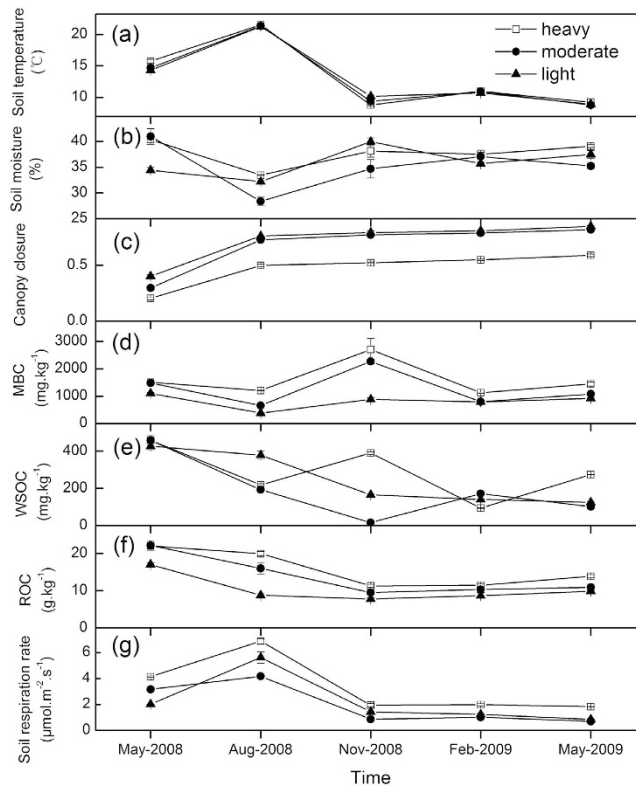 (a)
heavy
moderate
light
Soil temperature
(℃)
20
15
10
(b)
Soil moisture
(%)
40
35
30
25
(c)
Canopy closure
0.5
0.0
(d)
MBC
(mg.kg⁻¹)
3000
2000
1000
0
(e)
WSOC
(mg.kg⁻¹)
400
200
0
(f)
ROC
(g.kg⁻¹)
20
10
0
(g)
Soil respiration rate
(μmol.m⁻².s⁻¹)
6
4
2
0
May-2008 Aug-2008 Nov-2008 Feb-2009 May-2009
Time